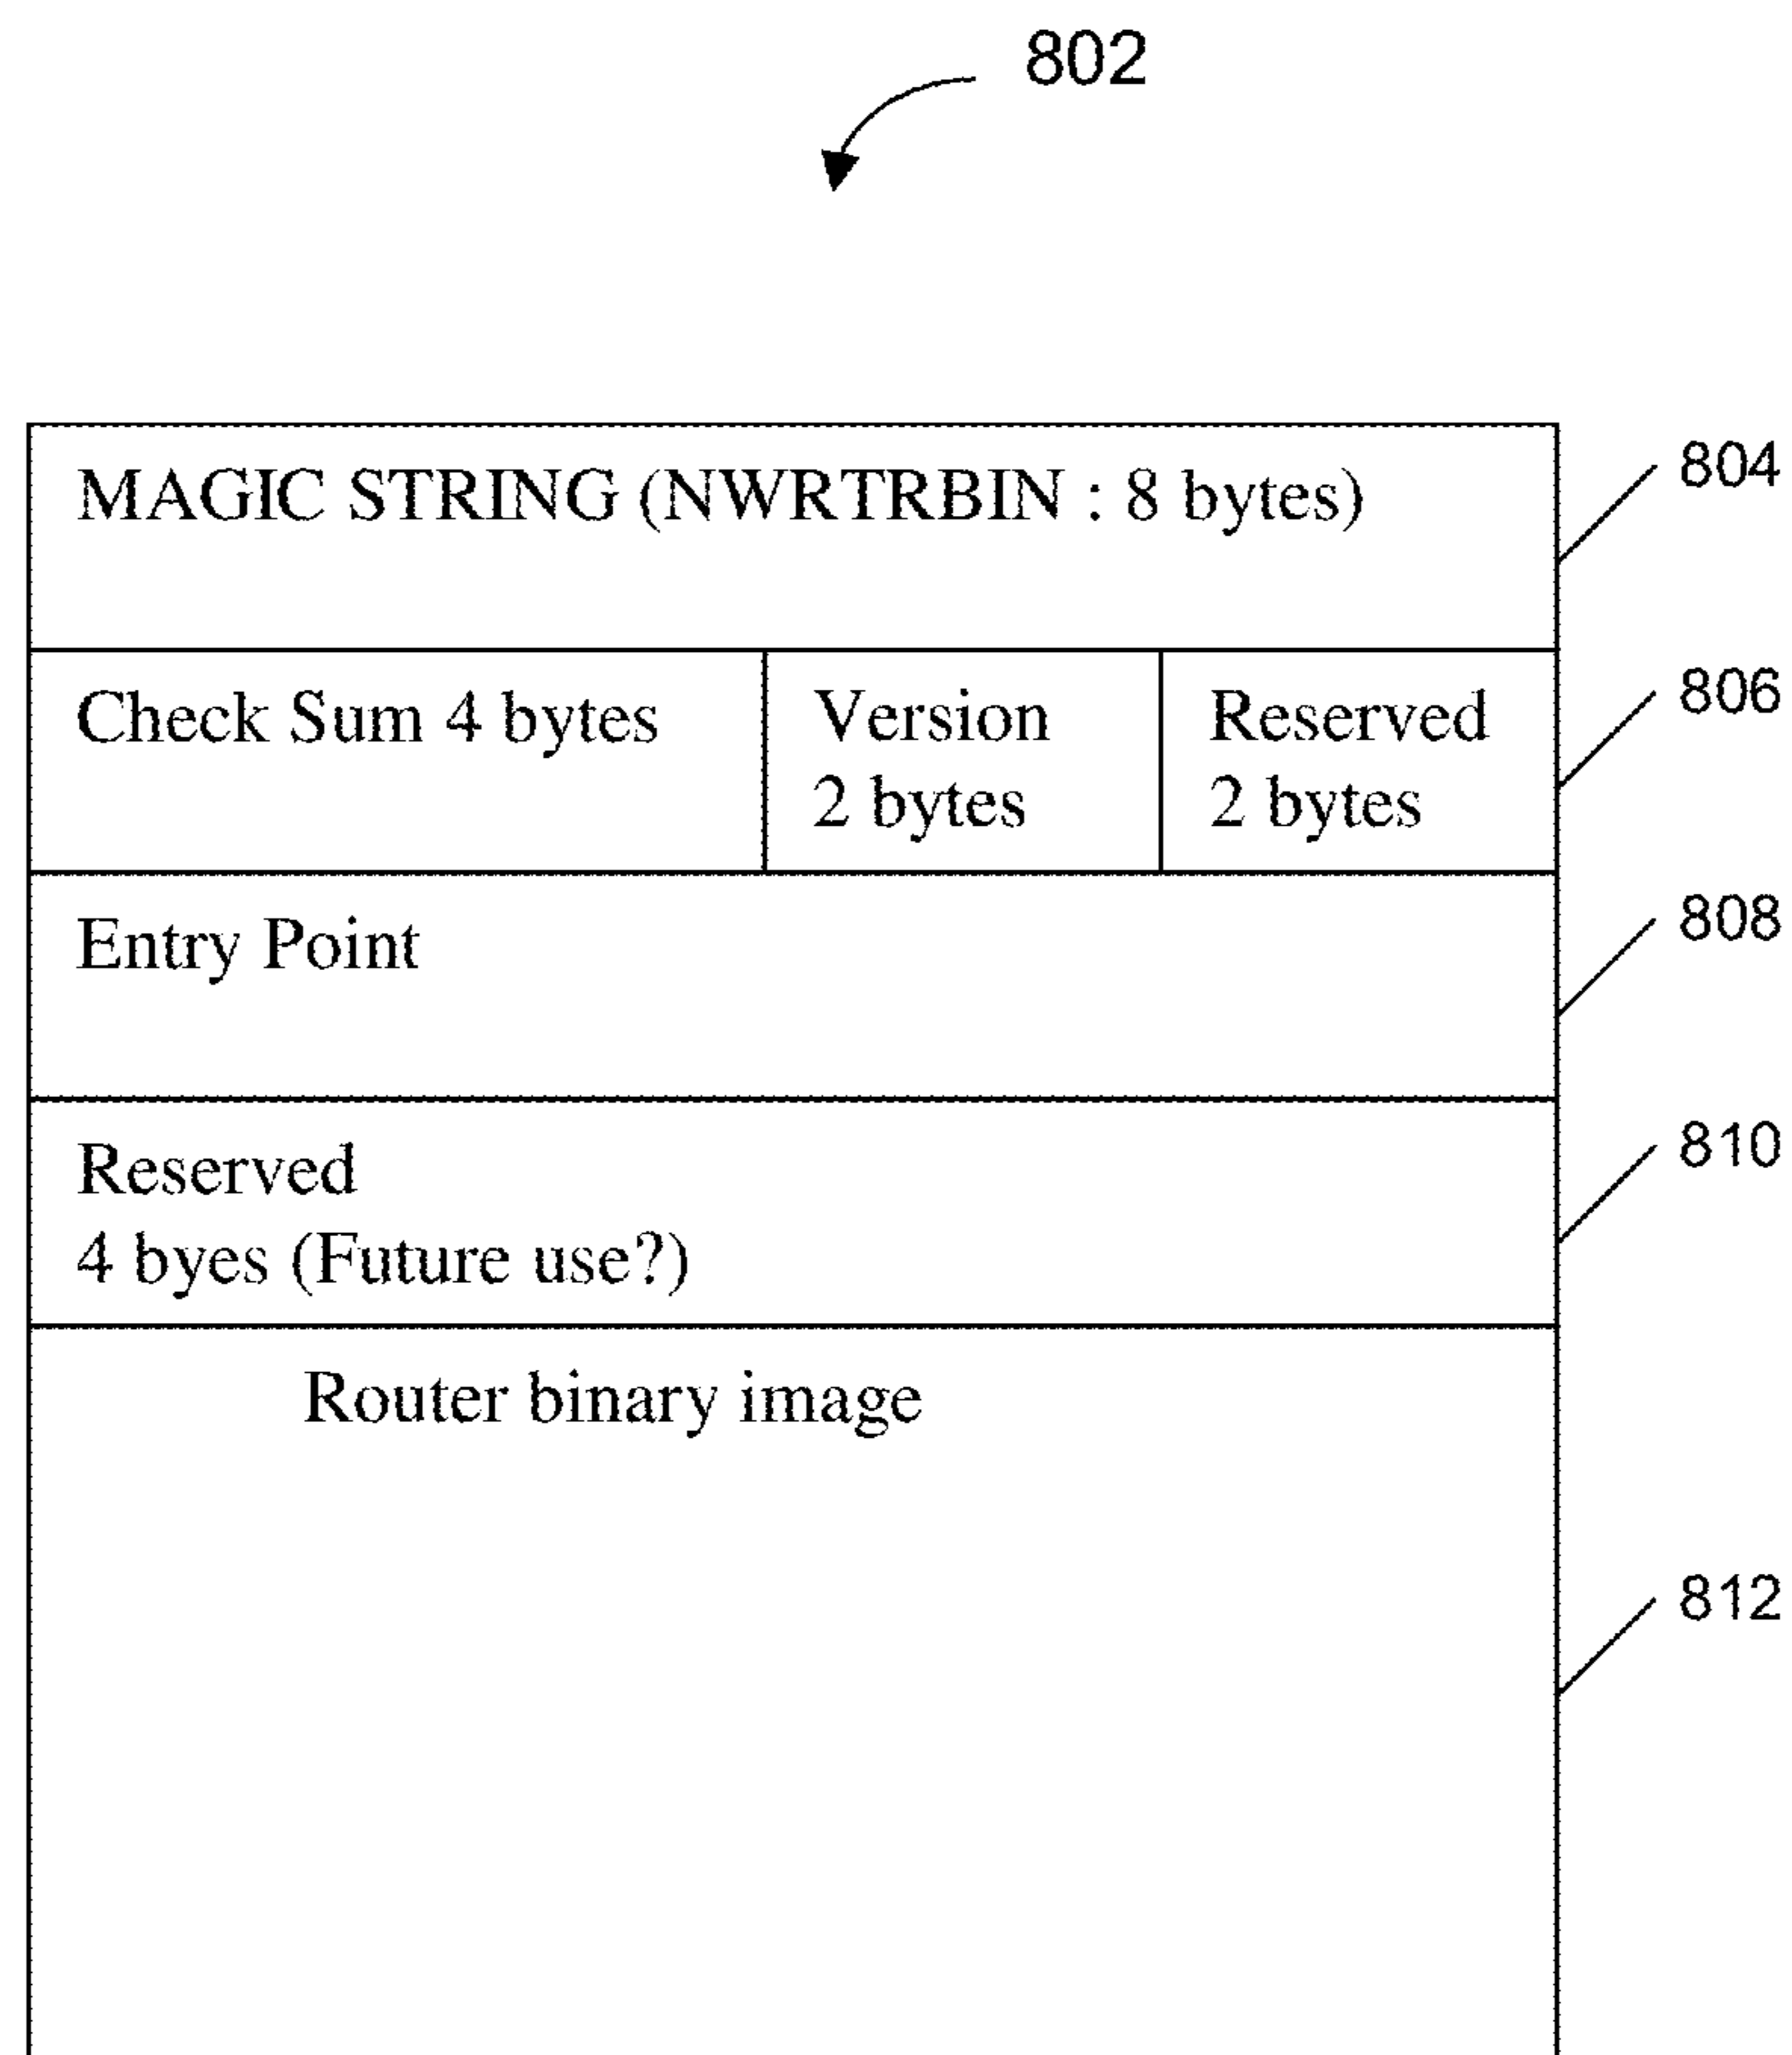 802
MAGIC STRING (NWRTRBIN : 8 bytes)
804
Check Sum 4 bytes
Version
2 bytes
Reserved
2 bytes
806
Entry Point
808
Reserved
4 byes (Future use?)
810
Router binary image
812